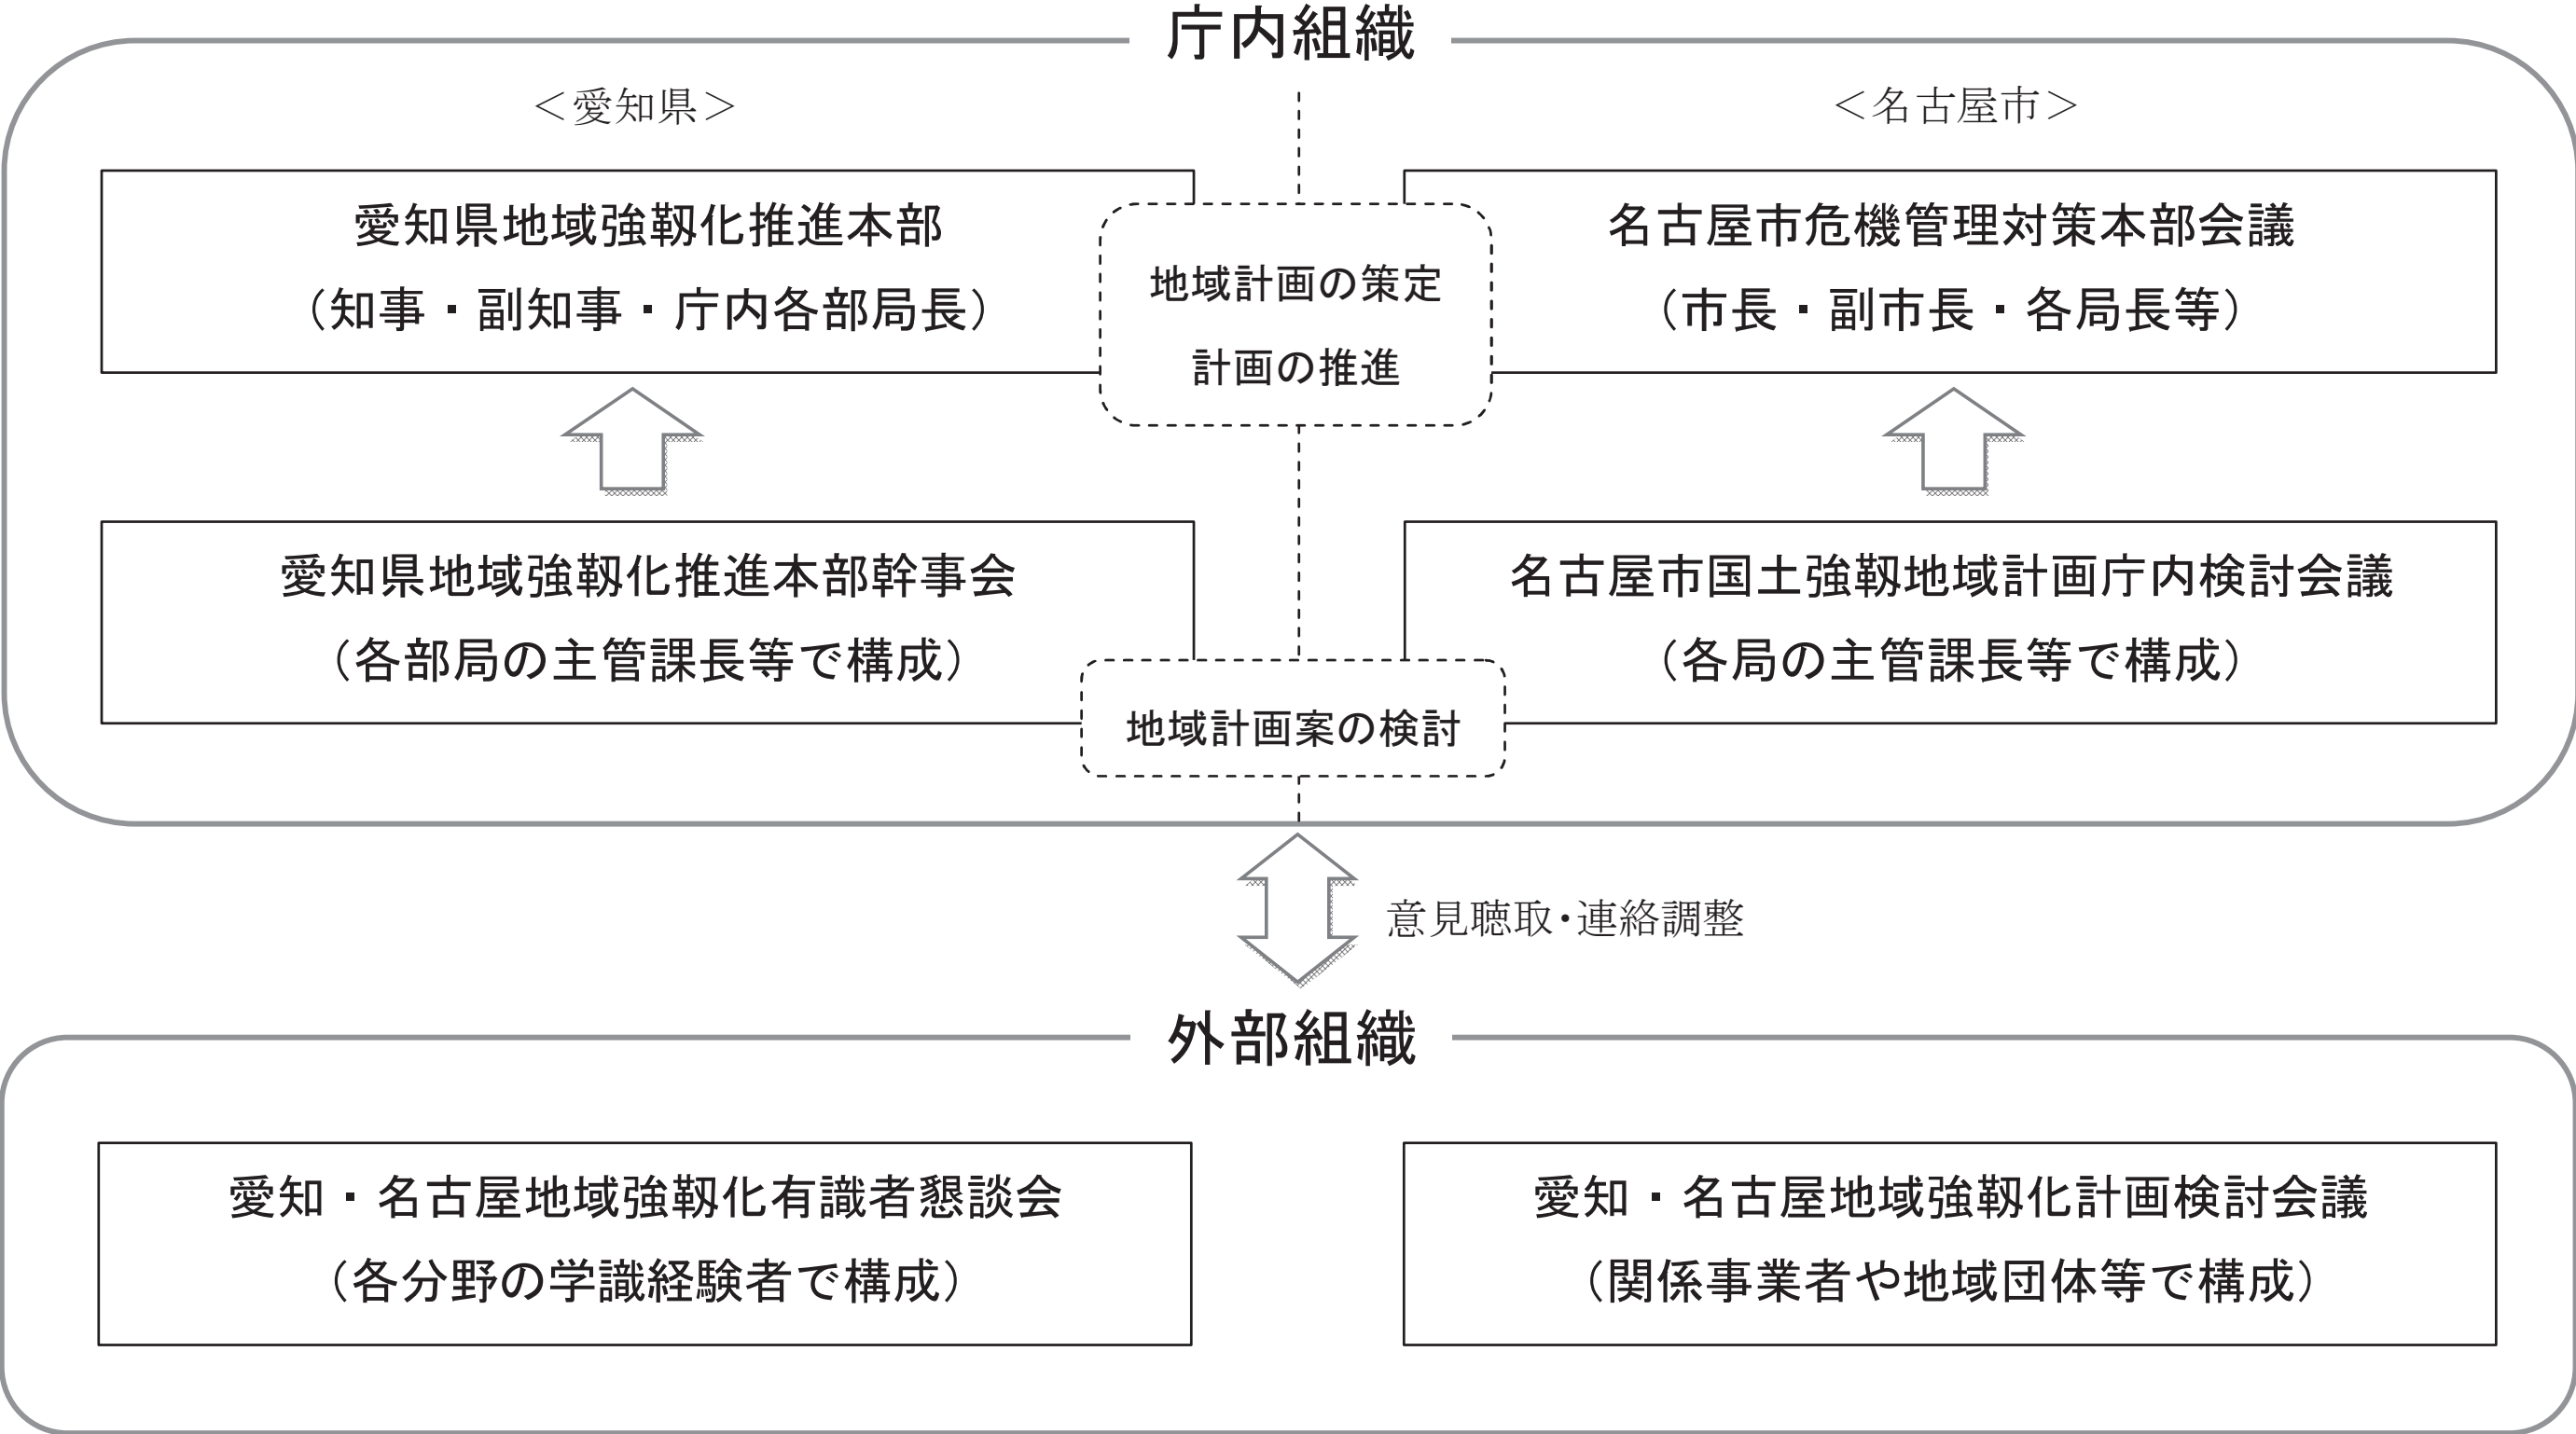 庁内組織
＜愛知県＞
＜名古屋市＞
愛知県地域強靱化推進本部
（知事・副知事・庁内各部局長）
地域計画の策定
計画の推進
名古屋市危機管理対策本部会議
（市長・副市長・各局長等）
愛知県地域強靱化推進本部幹事会
（各部局の主管課長等で構成）
名古屋市国土強靱地域計画庁内検討会議
（各局の主管課長等で構成）
地域計画案の検討
意見聴取・連絡調整
外部組織
愛知・名古屋地域強靱化有識者懇談会
（各分野の学識経験者で構成）
愛知・名古屋地域強靱化計画検討会議
（関係事業者や地域団体等で構成）